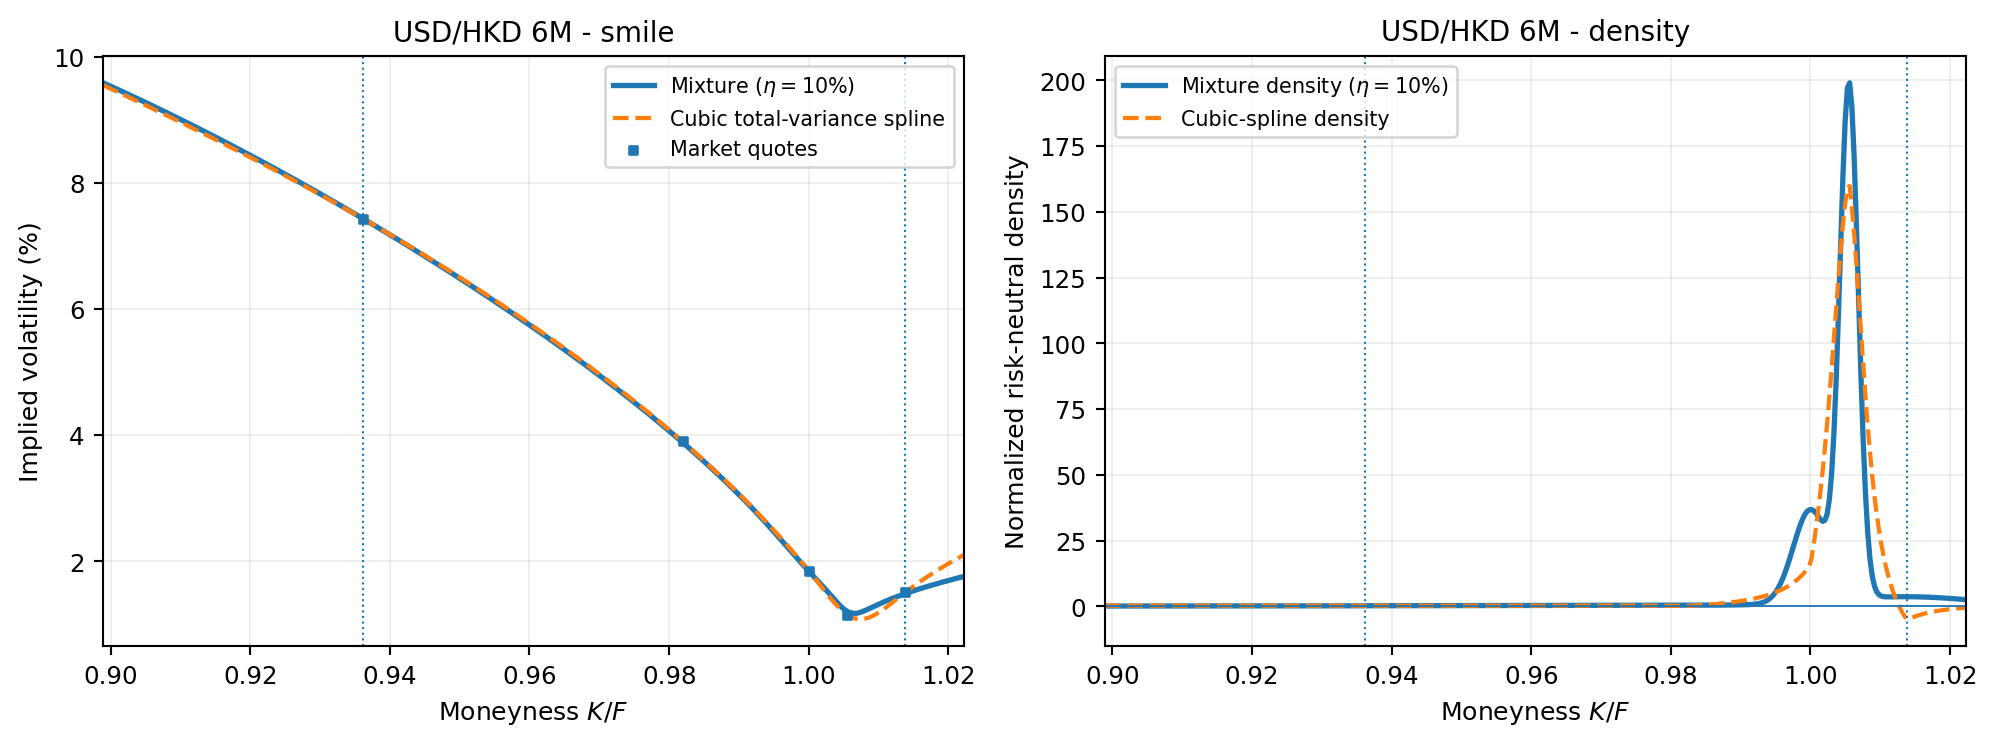 USD/HKD 6M - smile
Implied volatility (%)
10
8
6
4
2
Mixture (η = 10%)
Cubic total-variance spline
Market quotes
0.90 0.92 0.94 0.96 0.98 1.00 1.02
Moneyness K/F
USD/HKD 6M - density
Normalized risk-neutral density
200
175
150
125
100
75
50
25
0
Mixture density (η = 10%)
Cubic-spline density
0.90 0.92 0.94 0.96 0.98 1.00 1.02
Moneyness K/F